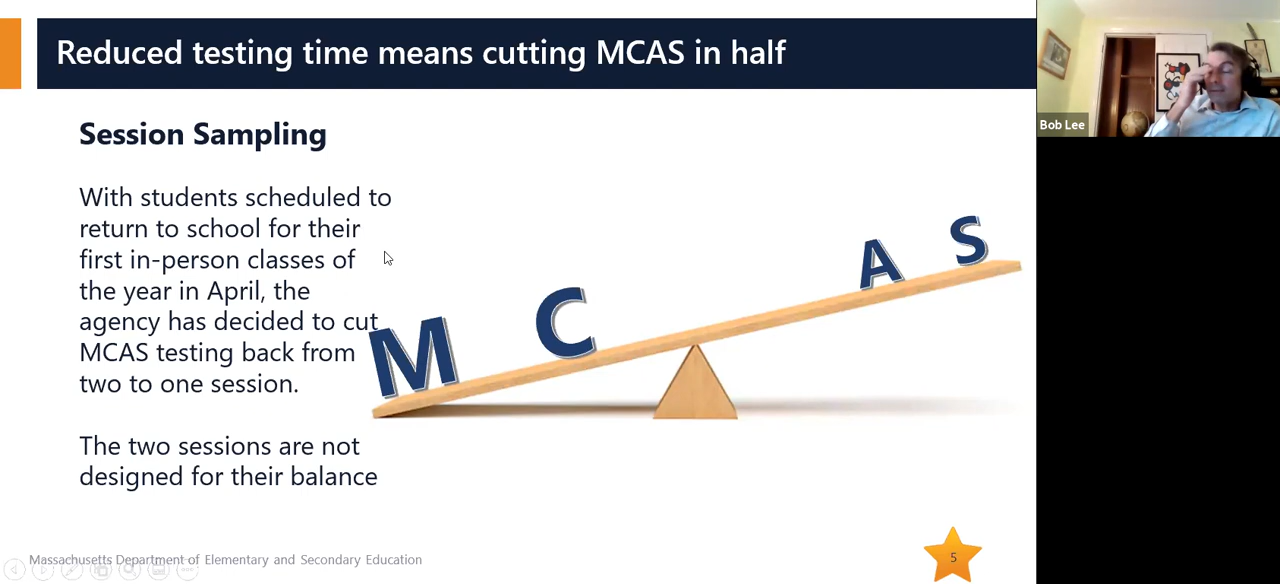 Reduced testing time means cutting MCAS in half
Bob Lee
Session Sampling
With students scheduled to
return to school for their
first in-person classes of
the year in April, the
agency has decided to cut
MCAS testing back from
two to one session.
The two sessions are not
designed for their balance
M C A S
Massachusetts Department of Elementary and Secondary Education
5